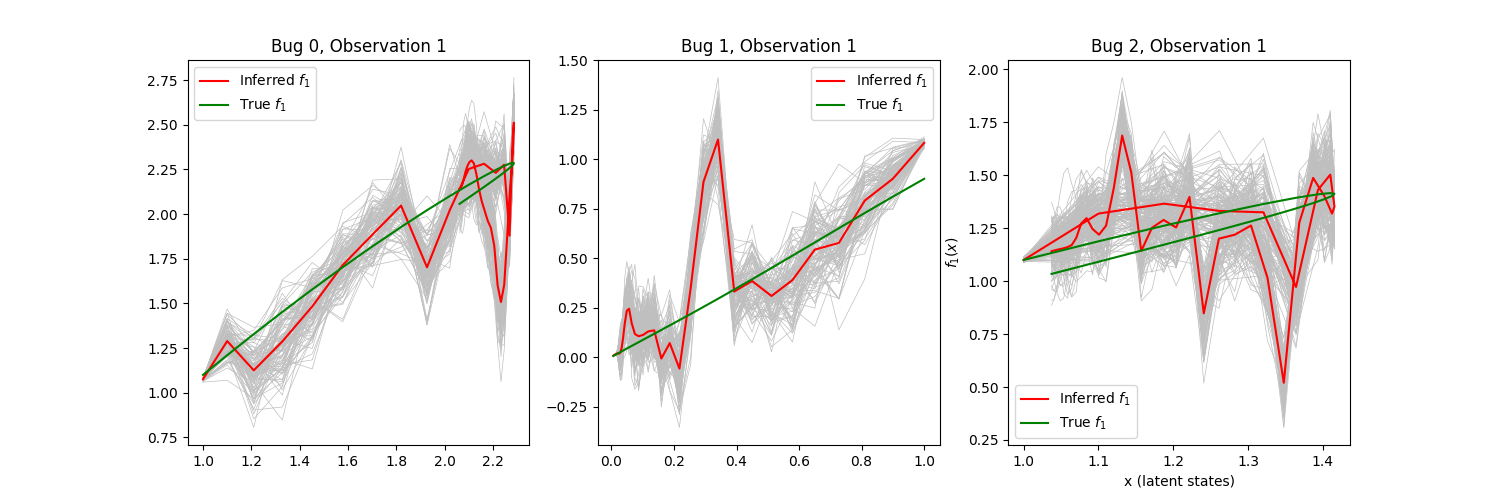 Bug 0, Observation 1
Inferred f₁
True f₁
2.75
2.50
2.25
2.00
1.75
1.50
1.25
1.00
0.75
1.0 1.2 1.4 1.6 1.8 2.0 2.2
Bug 1, Observation 1
Inferred f₁
True f₁
1.50
1.25
1.00
0.75
0.50
0.25
0.00
−0.25
0.0 0.2 0.4 0.6 0.8 1.0
Bug 2, Observation 1
f₁(x)
2.00
1.75
1.50
1.25
1.00
0.75
0.50
0.25
Inferred f₁
True f₁
1.0 1.1 1.2 1.3 1.4
x (latent states)